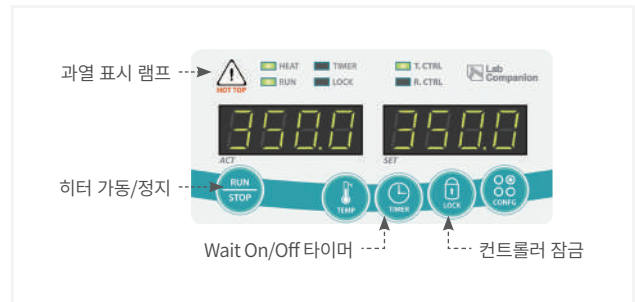 과열 표시 램프
HOT TOP
HEAT TIMER T. CTRL
RUN LOCK R. CTRL
Lab
Companion
350.0 350.0
ACT SET
히터 가동/정지
RUN
STOP
TEMP TIMER LOCK CONFG
Wait On/Off 타이머 컨트롤러 잠금